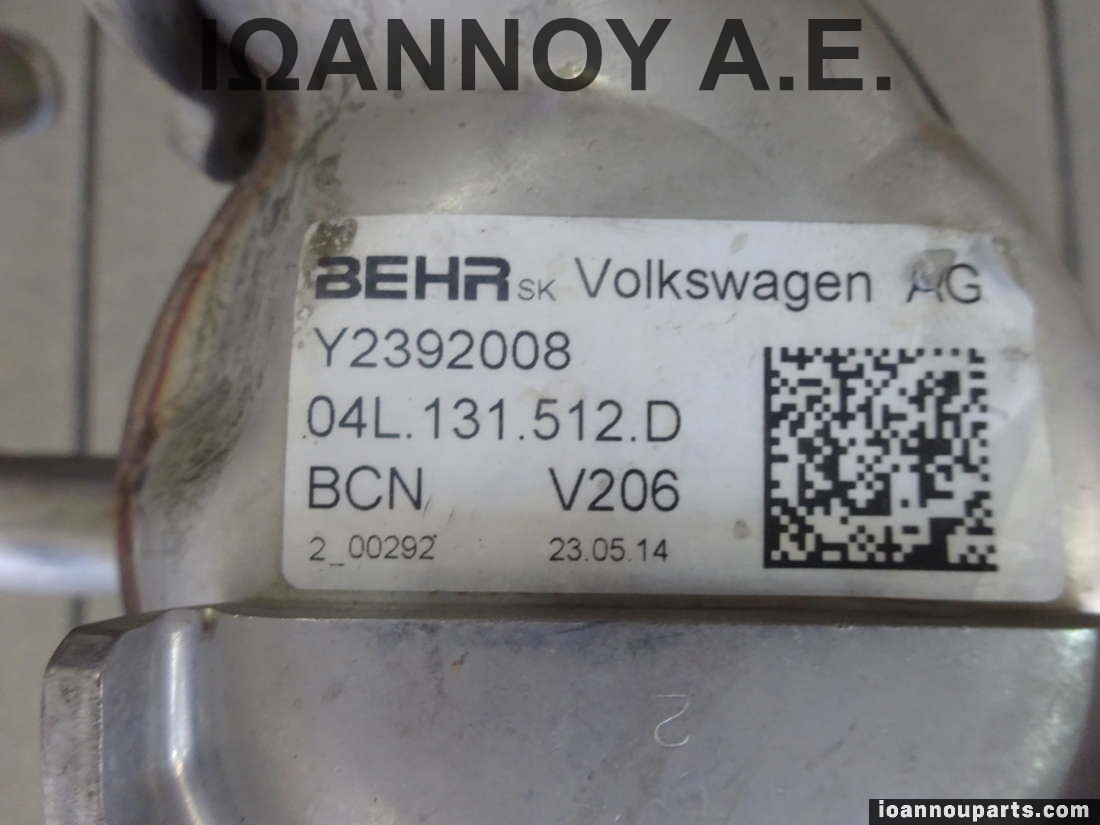 ΙΩΑΝΝΟΥ Α.Ε.
BEHR SK Volkswagen AG
Y2392008
04L.131.512.D
BCN V206
2_00292 23.05.14
2
ioannouparts.com